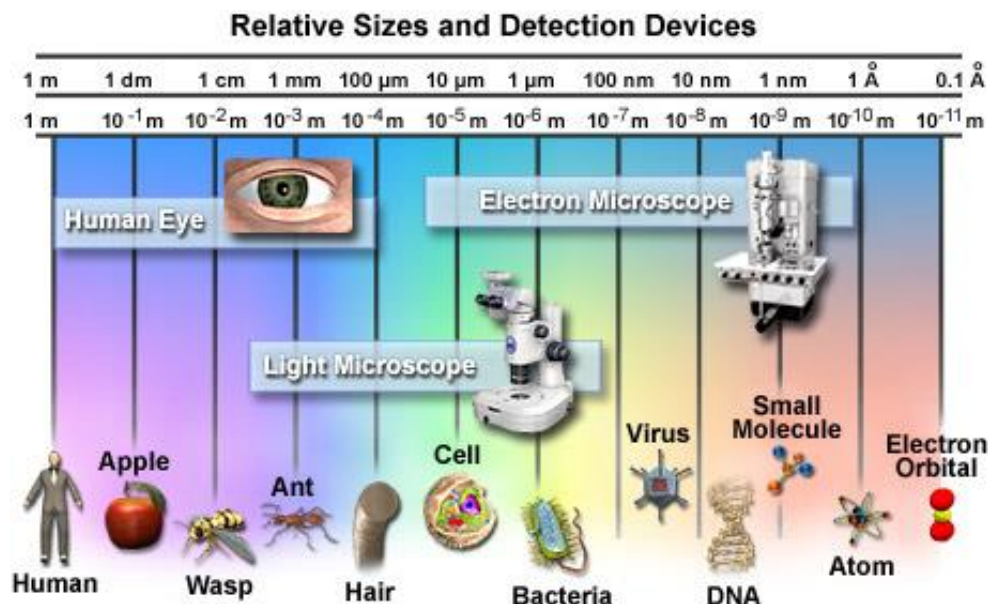 Relative Sizes and Detection Devices
1 m 1 dm 1 cm 1 mm 100 µm 10 µm 1 µm 100 nm 10 nm 1 nm 1 Å 0.1 Å
1 m 10⁻¹ m 10⁻² m 10⁻³ m 10⁻⁴ m 10⁻⁵ m 10⁻⁶ m 10⁻⁷ m 10⁻⁸ m 10⁻⁹ m 10⁻¹⁰ m 10⁻¹¹ m
Human Eye
Electron Microscope
Light Microscope
Human
Apple
Wasp
Ant
Hair
Cell
Bacteria
Virus
DNA
Small
Molecule
Atom
Electron
Orbital